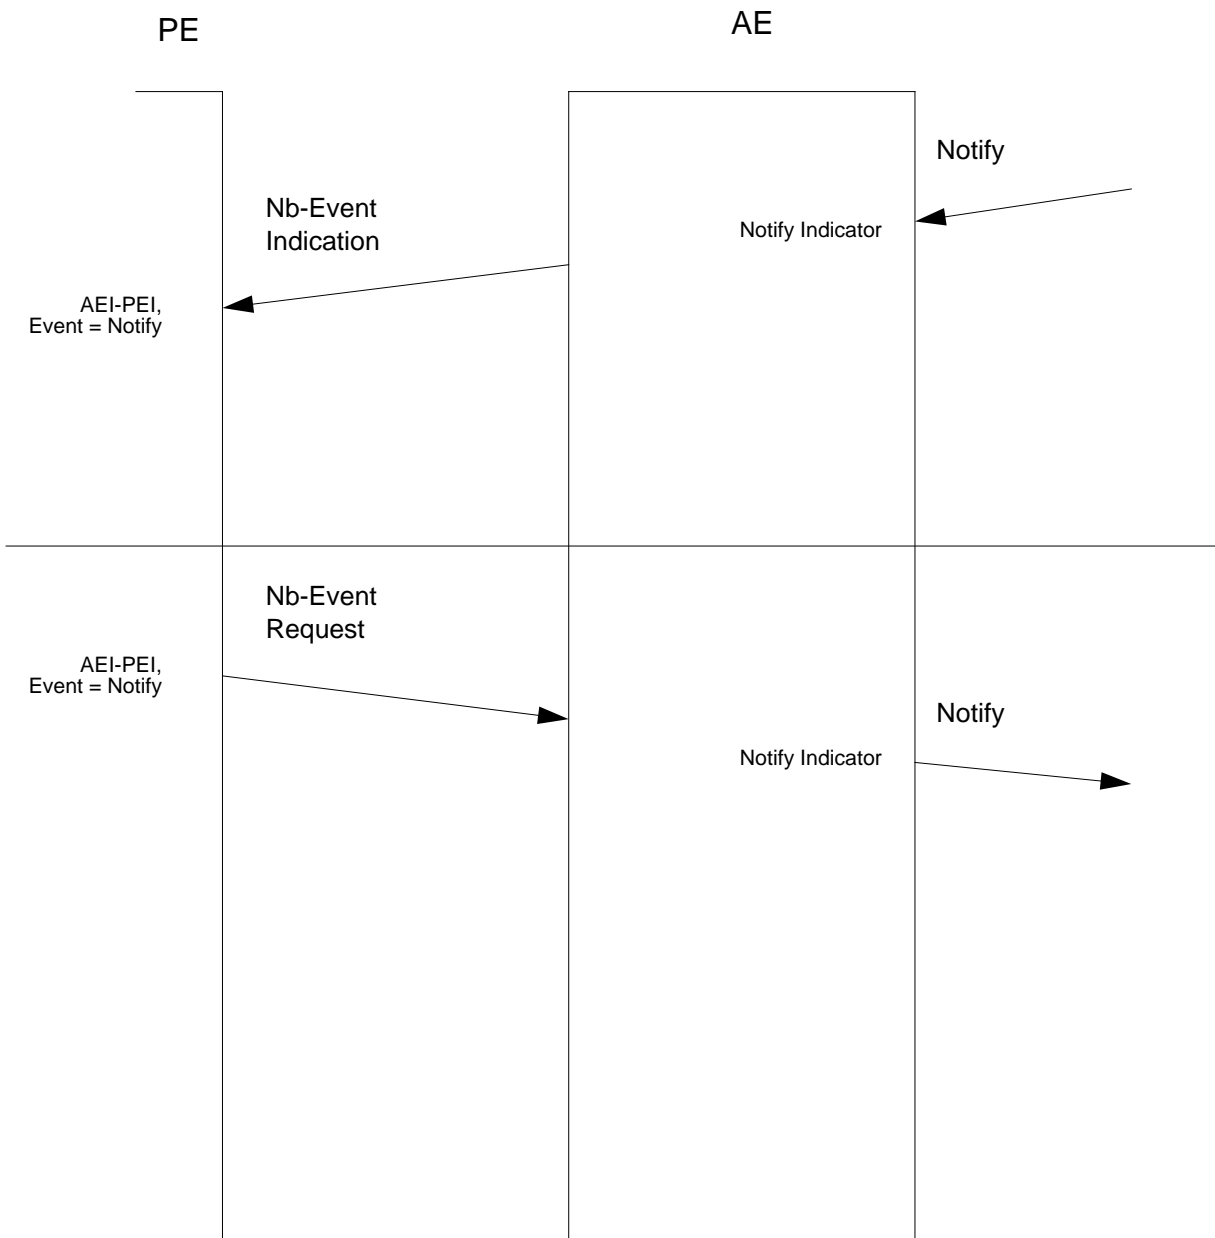 PE
AE
Notify
Nb-Event
Indication
Notify Indicator
AEI-PEI,
Event = Notify
Nb-Event
Request
AEI-PEI,
Event = Notify
Notify
Notify Indicator